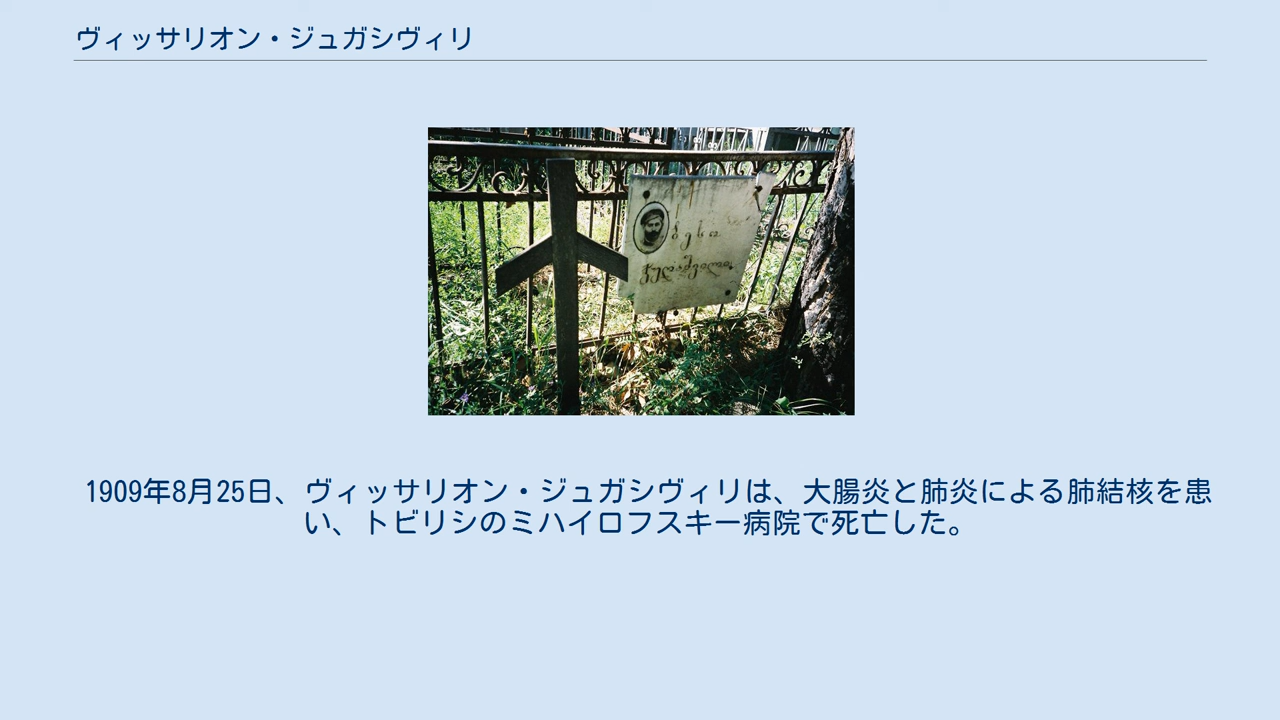 ヴィッサリオン・ジュガシヴィリ
ბესო
ჯუღაშვილი
1909年8月25日、ヴィッサリオン・ジュガシヴィリは、大腸炎と肺炎による肺結核を患
い、トビリシのミハイロフスキー病院で死亡した。